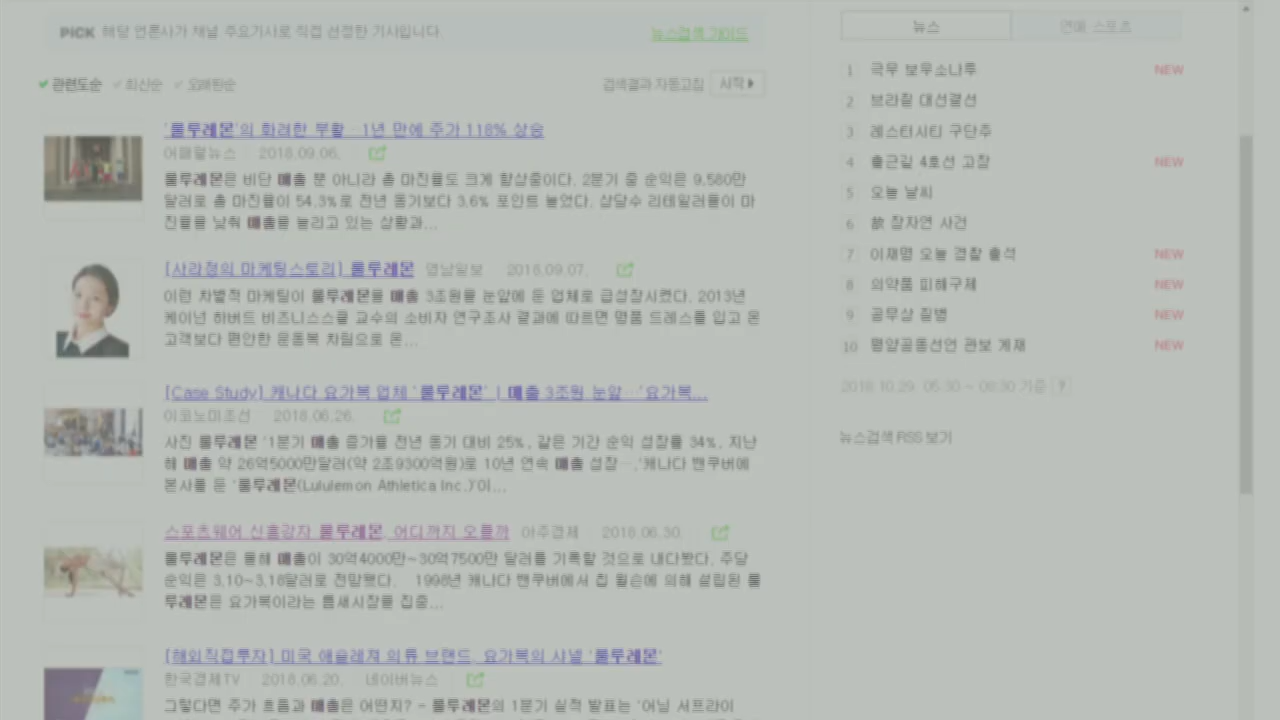 PICK 해당 언론사가 채널 주요기사로 직접 선정한 기사입니다.
뉴스검색 가이드
관련도순 최신순 오래된순
검색결과 자동고침 시작
'룰루레몬'의 화려한 부활…1년 만에 주가 118% 상승
어패럴뉴스 2018.09.06.
룰루레몬은 비단 매출 뿐 아니라 총 마진율도 크게 향상중이다. 2분기 중 순익은 9,580만
달러로 총 마진율이 54.3%로 전년 동기보다 3.6% 포인트 늘었다. 상당수 리테일러들이 마
진율을 낮춰 매출을 늘리고 있는 상황과...
[사라정의 마케팅스토리] 룰루레몬 영남일보 2018.09.07.
이런 차별적 마케팅이 룰루레몬을 매출 3조원을 눈앞에 둔 업체로 급성장시켰다. 2013년
케이넌 하버드 비즈니스스쿨 교수의 소비자 연구조사 결과에 따르면 명품 드레스를 입고 온
고객보다 편안한 운동복 차림으로 온...
[Case Study] 캐나다 요가복 업체 '룰루레몬' | 매출 3조원 눈앞…'요가복...
이코노미조선 2018.06.26.
사진 룰루레몬 '1분기 매출 증가율 전년 동기 대비 25%, 같은 기간 순익 성장률 34%, 지난
해 매출 약 26억5000만달러(약 2조9300억원)로 10년 연속 매출 성장….'캐나다 밴쿠버에
본사를 둔 '룰루레몬(Lululemon Athletica Inc.)'이...
스포츠웨어 신흥강자 룰루레몬, 어디까지 오를까 아주경제 2018.06.30.
룰루레몬은 올해 매출이 30억4000만~30억7500만 달러를 기록할 것으로 내다봤다. 주당
순익은 3.10~3.18달러로 전망했다. 1998년 캐나다 밴쿠버에서 칩 윌슨에 의해 설립된 룰
루레몬은 요가복이라는 틈새시장을 집중...
[해외직접투자] 미국 애슬레져 의류 브랜드, 요가복의 샤넬 '룰루레몬'
한국경제TV 2018.06.20. 네이버뉴스
그렇다면 주가 흐름과 매출은 어떤지? - 룰루레몬의 1분기 실적 발표는 '어닝 서프라이
뉴스 연예 스포츠
1 극우 보우소나루 NEW
2 브라질 대선결선
3 레스터시티 구단주
4 출근길 4호선 고장 NEW
5 오늘 날씨
6 故 장자연 사건
7 이재명 오늘 경찰 출석 NEW
8 의약품 피해구제 NEW
9 공무상 질병 NEW
10 평양공동선언 관보 게재 NEW
2018.10.29. 05:30 ~ 08:30 기준 ?
뉴스검색 RSS 보기